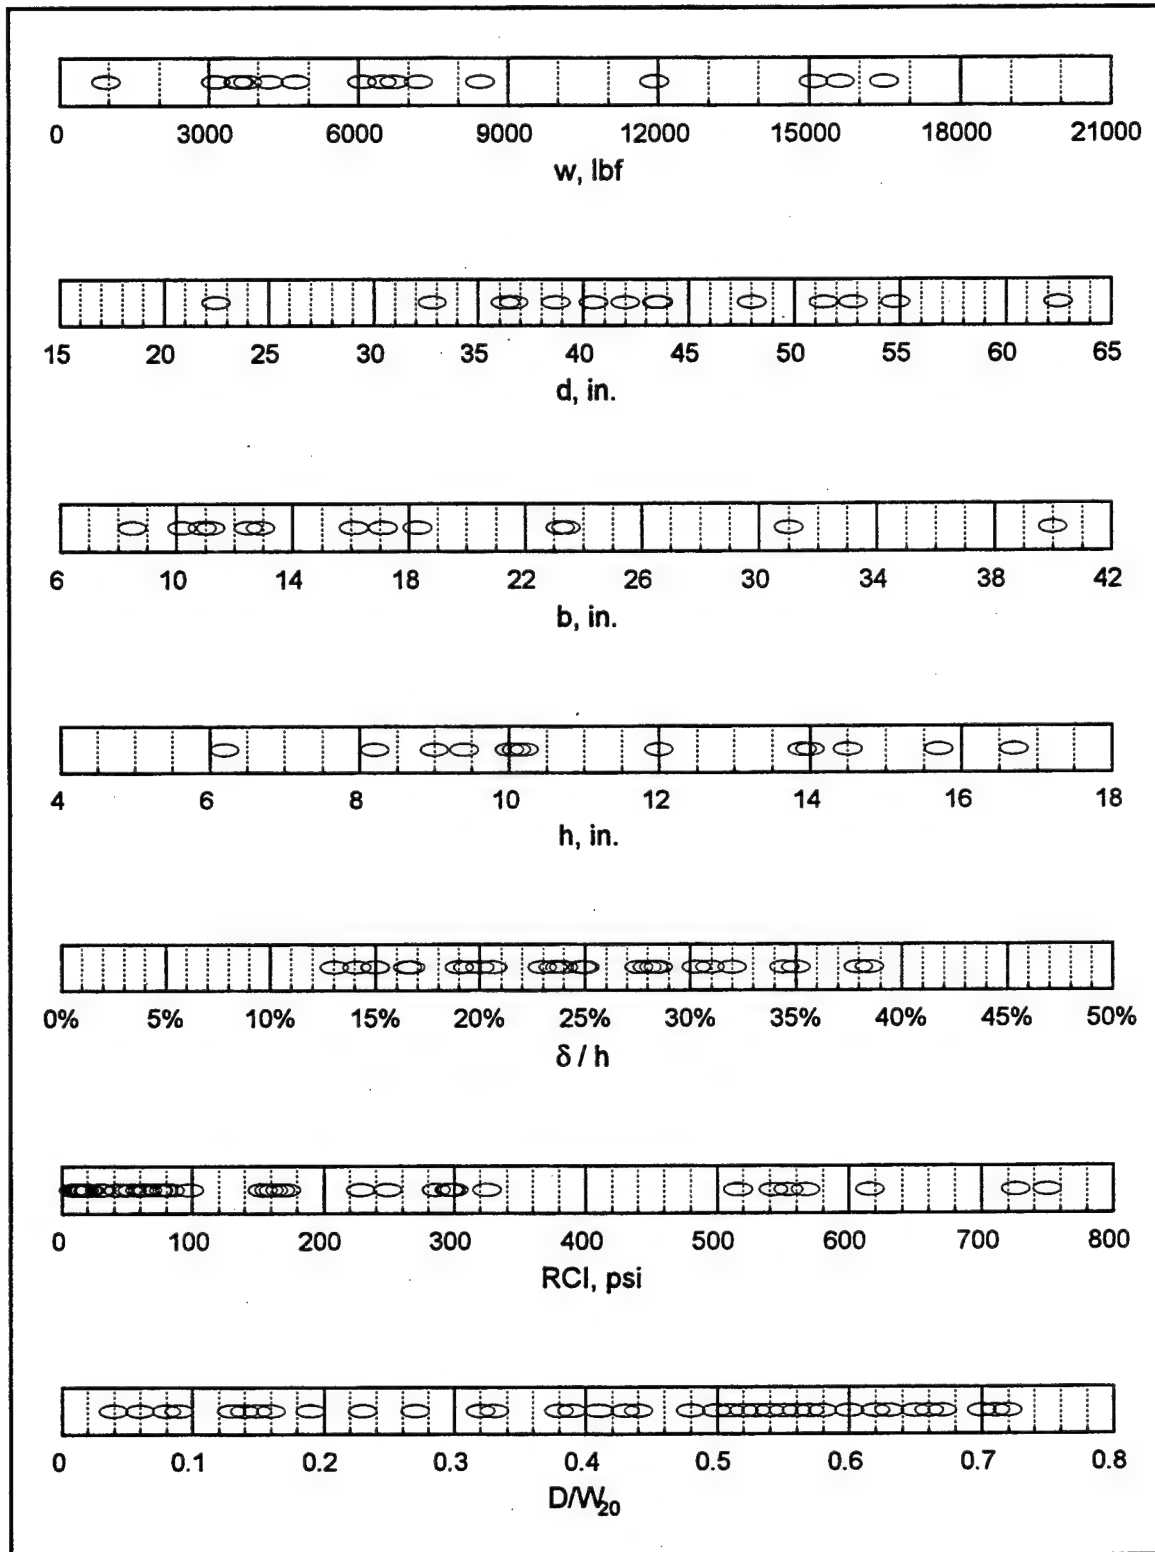 0 3000 6000 9000 12000 15000 18000 21000
w, lbf
15 20 25 30 35 40 45 50 55 60 65
d, in.
6 10 14 18 22 26 30 34 38 42
b, in.
4 6 8 10 12 14 16 18
h, in.
0% 5% 10% 15% 20% 25% 30% 35% 40% 45% 50%
δ / h
0 100 200 300 400 500 600 700 800
RCI, psi
0 0.1 0.2 0.3 0.4 0.5 0.6 0.7 0.8
D/W20